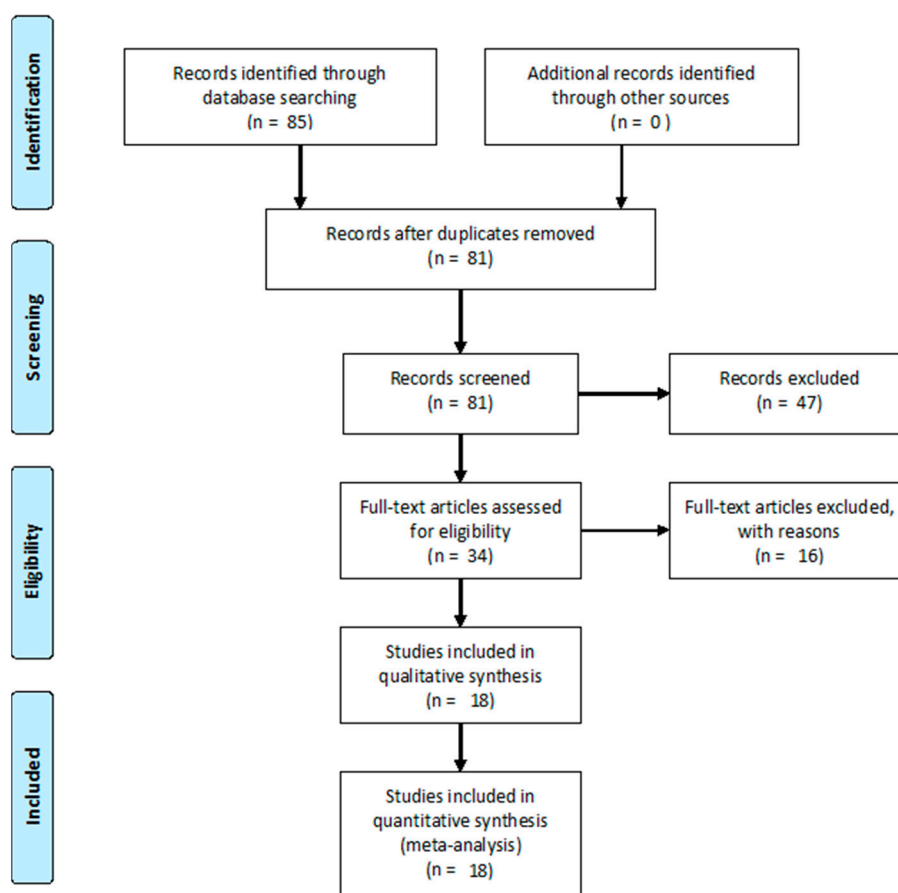 Identification
Records identified through
database searching
(n = 85)
Additional records identified
through other sources
(n = 0 )
Records after duplicates removed
(n = 81)
Screening
Records screened
(n = 81)
Records excluded
(n = 47)
Eligibility
Full-text articles assessed
for eligibility
(n = 34)
Full-text articles excluded,
with reasons
(n = 16)
Studies included in
qualitative synthesis
(n = 18)
Included
Studies included in
quantitative synthesis
(meta-analysis)
(n = 18)